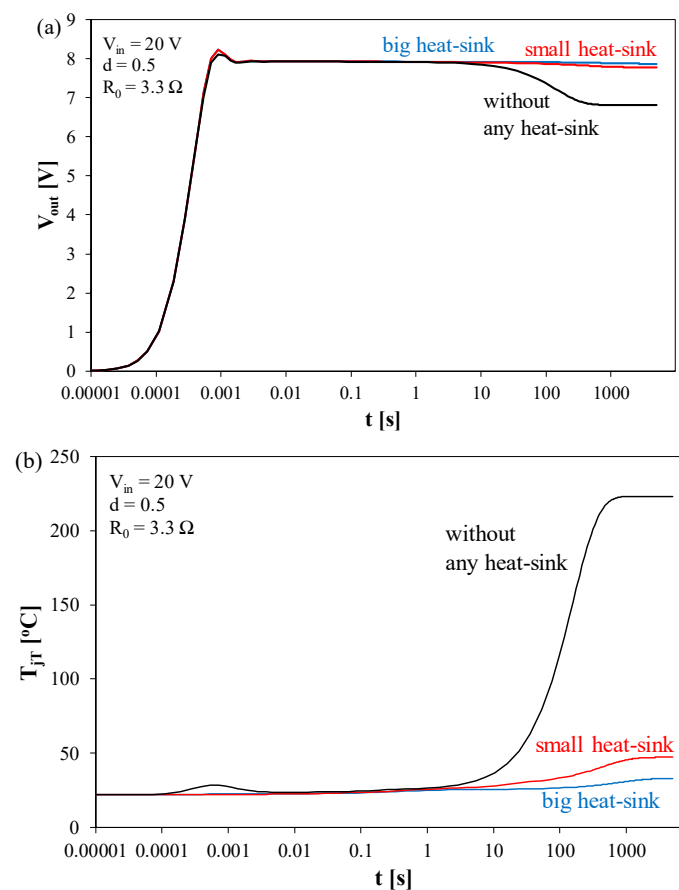 (a)
V_in = 20 V
d = 0.5
R_0 = 3.3 Ω
big heat-sink
small heat-sink
without
any heat-sink
V_out [V]
9
8
7
6
5
4
3
2
1
0
0.00001 0.0001 0.001 0.01 0.1 1 10 100 1000
t [s]
(b)
V_in = 20 V
d = 0.5
R_0 = 3.3 Ω
without
any heat-sink
small heat-sink
big heat-sink
T_jT [°C]
250
200
150
100
50
0
0.00001 0.0001 0.001 0.01 0.1 1 10 100 1000
t [s]